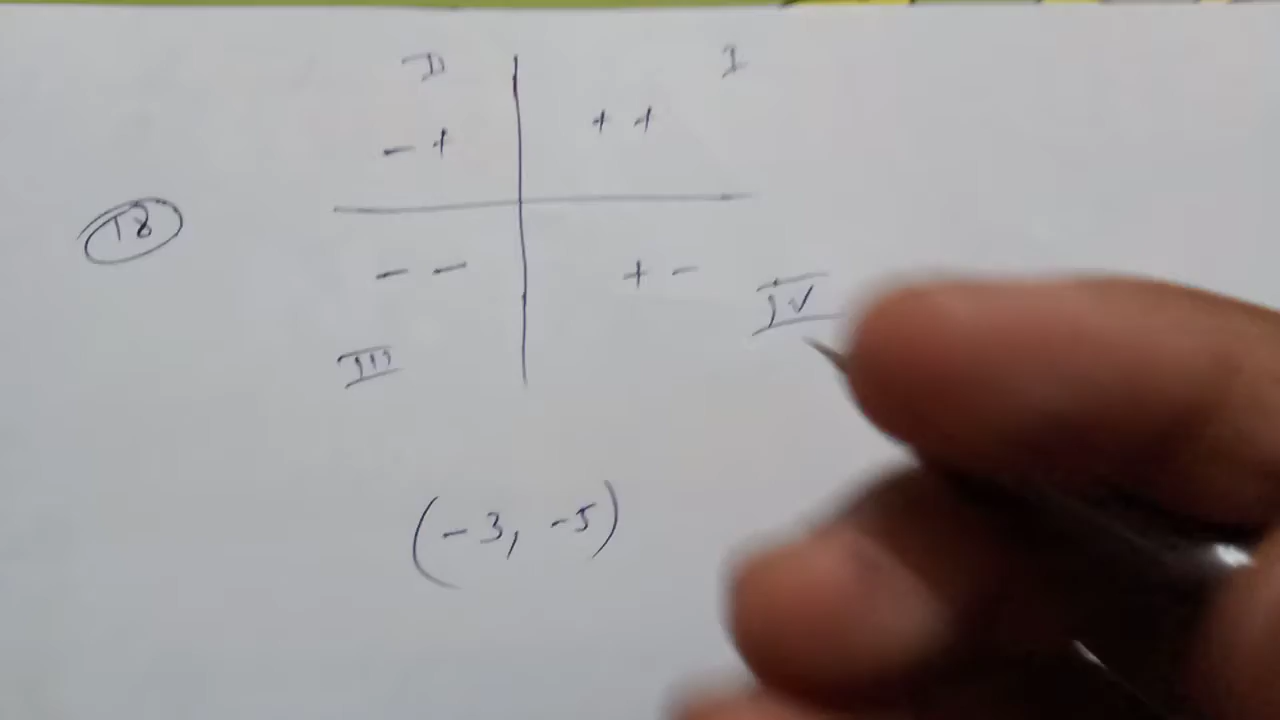 II I
- + + +
18
- - + -
IV
III
(-3, -5)